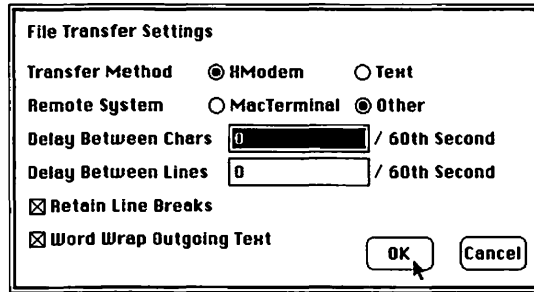 File Transfer Settings
Transfer Method XModem Text
Remote System MacTerminal Other
Delay Between Chars 0 / 60th Second
Delay Between Lines 0 / 60th Second
Retain Line Breaks
Word Wrap Outgoing Text
OK Cancel